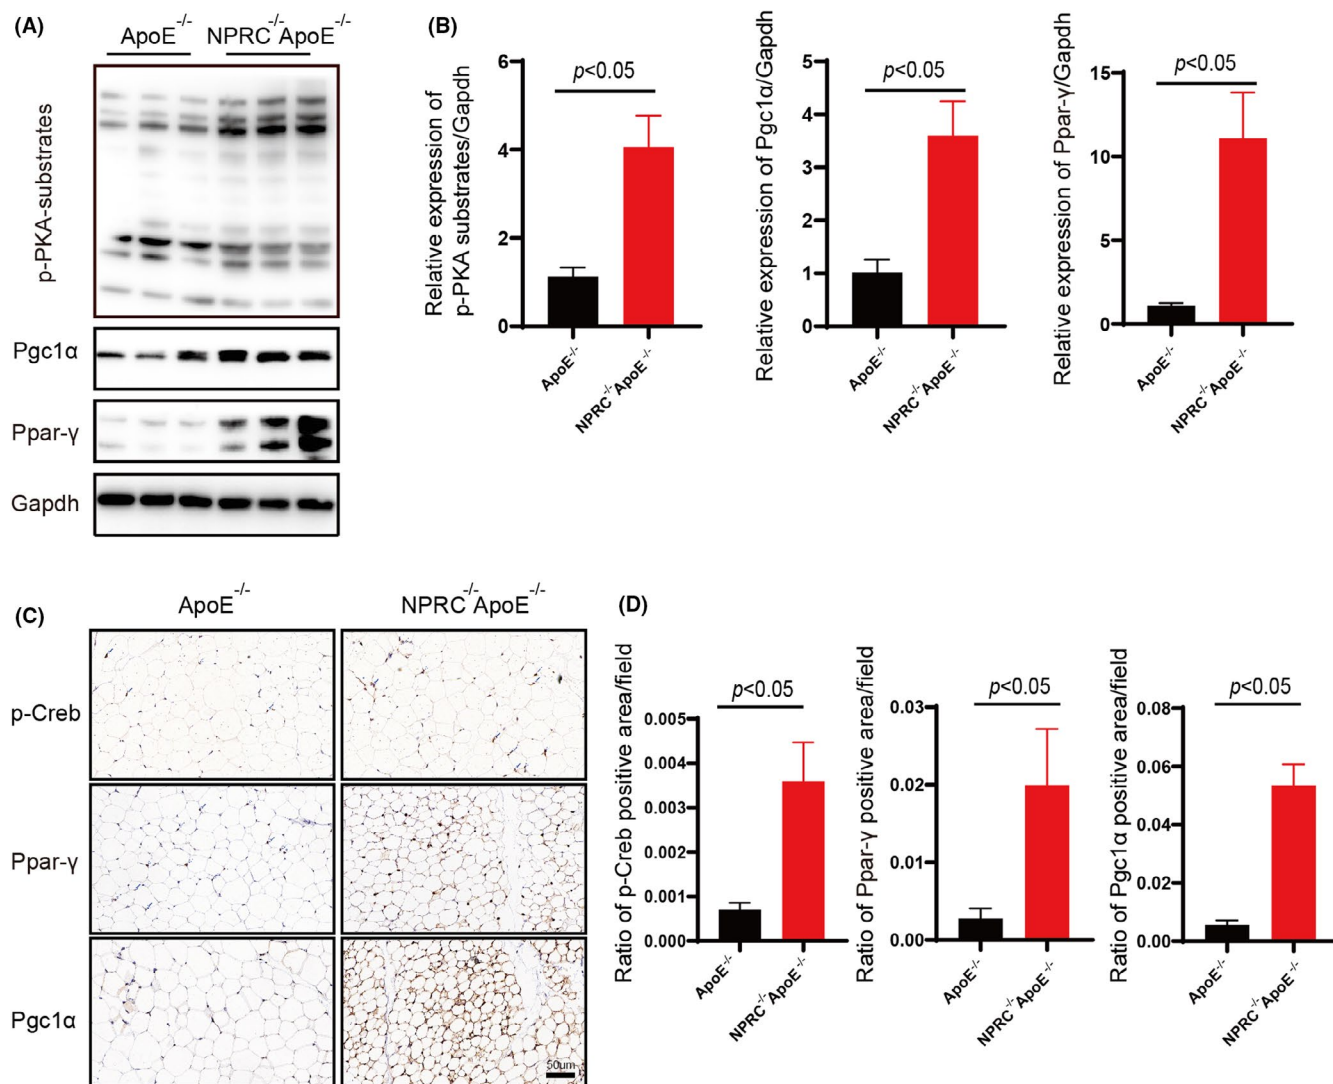 (A)
ApoE-/- NPRC-/-ApoE-/-
p-PKA-substrates
Pgc1α
Ppar-γ
Gapdh
(B)
Relative expression of
p-PKA substrates/Gapdh
p<0.05
6
4
2
0
ApoE-/-
NPRC-/-ApoE-/-
Relative expression of Pgc1α/Gapdh
p<0.05
5
4
3
2
1
0
ApoE-/-
NPRC-/-ApoE-/-
Relative expression of Ppar-γ/Gapdh
p<0.05
15
10
5
0
ApoE-/-
NPRC-/-ApoE-/-
(C)
ApoE-/- NPRC-/-ApoE-/-
p-Creb
Ppar-γ
Pgc1α
50μm
(D)
Ratio of p-Creb positive area/field
p<0.05
0.005
0.004
0.003
0.002
0.001
0.000
ApoE-/-
NPRC-/-ApoE-/-
Ratio of Ppar-γ positive area/field
p<0.05
0.03
0.02
0.01
0.00
ApoE-/-
NPRC-/-ApoE-/-
Ratio of Pgc1α positive area/field
p<0.05
0.08
0.06
0.04
0.02
0.00
ApoE-/-
NPRC-/-ApoE-/-